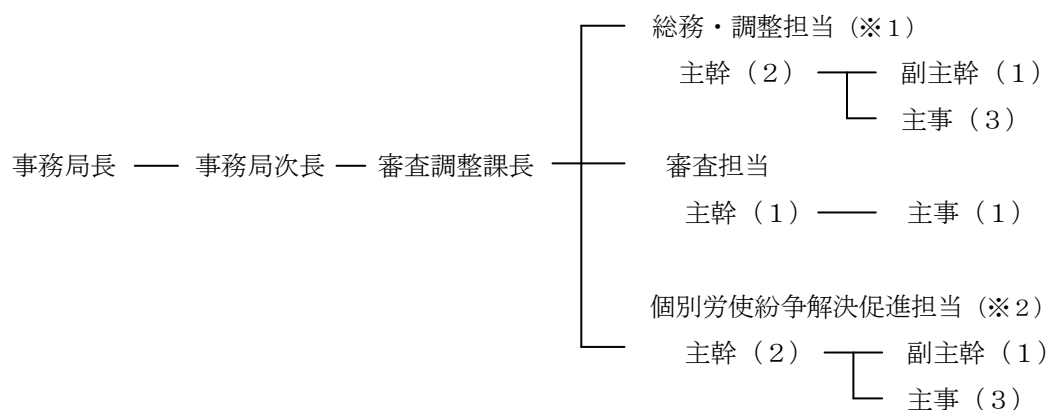 総務・調整担当（※１）
主幹（２） 副主幹（１）
主事（３）
事務局長 事務局次長 審査調整課長 審査担当
主幹（１） 主事（１）
個別労使紛争解決促進担当（※２）
主幹（２） 副主幹（１）
主事（３）